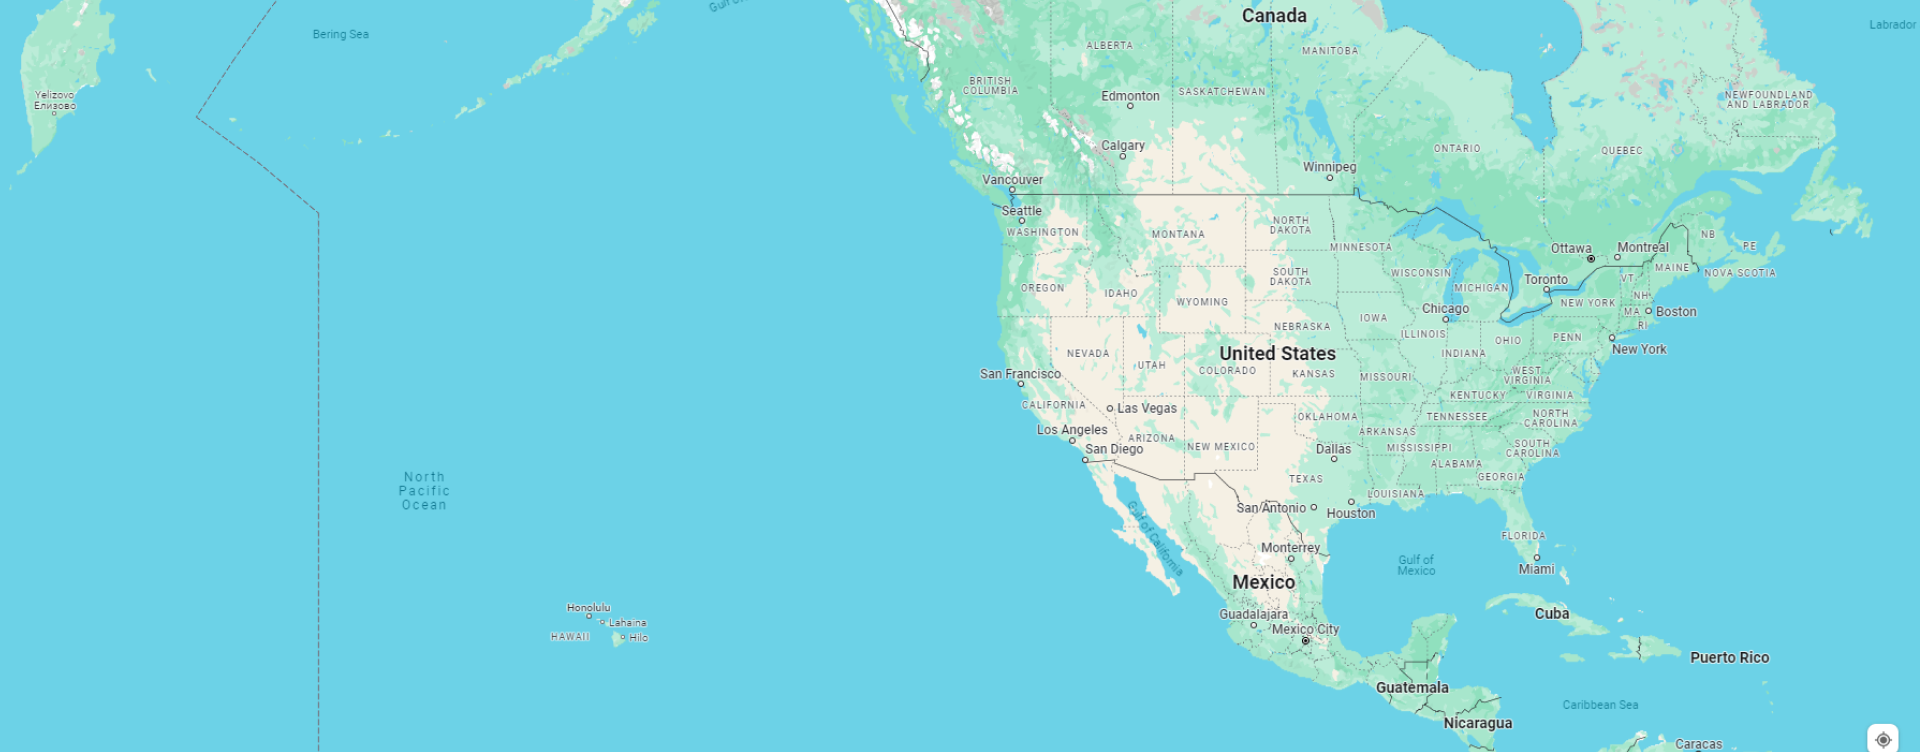 Canada
Labrador
Bering Sea
ALBERTA
MANITOBA
BRITISH
COLUMBIA
Edmonton
SASKATCHEWAN
Yelizovo
Елизово
NEWFOUNDLAND
AND LABRADOR
Calgary
ONTARIO
QUEBEC
Winnipeg
Vancouver
Seattle
WASHINGTON
MONTANA
NORTH
DAKOTA
MINNESOTA
Ottawa
Montreal
NB
PE
MAINE
NOVA SCOTIA
SOUTH
DAKOTA
WISCONSIN
MICHIGAN
Toronto
VT
NH
OREGON
IDAHO
WYOMING
NEW YORK
MA
Boston
RI
Chicago
IOWA
ILLINOIS
NEBRASKA
INDIANA
OHIO
PENN
New York
NEVADA
UTAH
United States
COLORADO
KANSAS
MISSOURI
WEST
VIRGINIA
KENTUCKY
VIRGINIA
San Francisco
CALIFORNIA
Las Vegas
OKLAHOMA
TENNESSEE
NORTH
CAROLINA
Los Angeles
ARIZONA
NEW MEXICO
ARKANSAS
MISSISSIPPI
SOUTH
CAROLINA
San Diego
Dallas
ALABAMA
GEORGIA
TEXAS
LOUISIANA
North
Pacific
Ocean
San Antonio
Houston
Gulf of California
FLORIDA
Monterrey
Gulf of
Mexico
Miami
Mexico
Honolulu
Lahaina
HAWAII
Hilo
Guadalajara
Mexico City
Cuba
Puerto Rico
Guatemala
Caribbean Sea
Nicaragua
Caracas